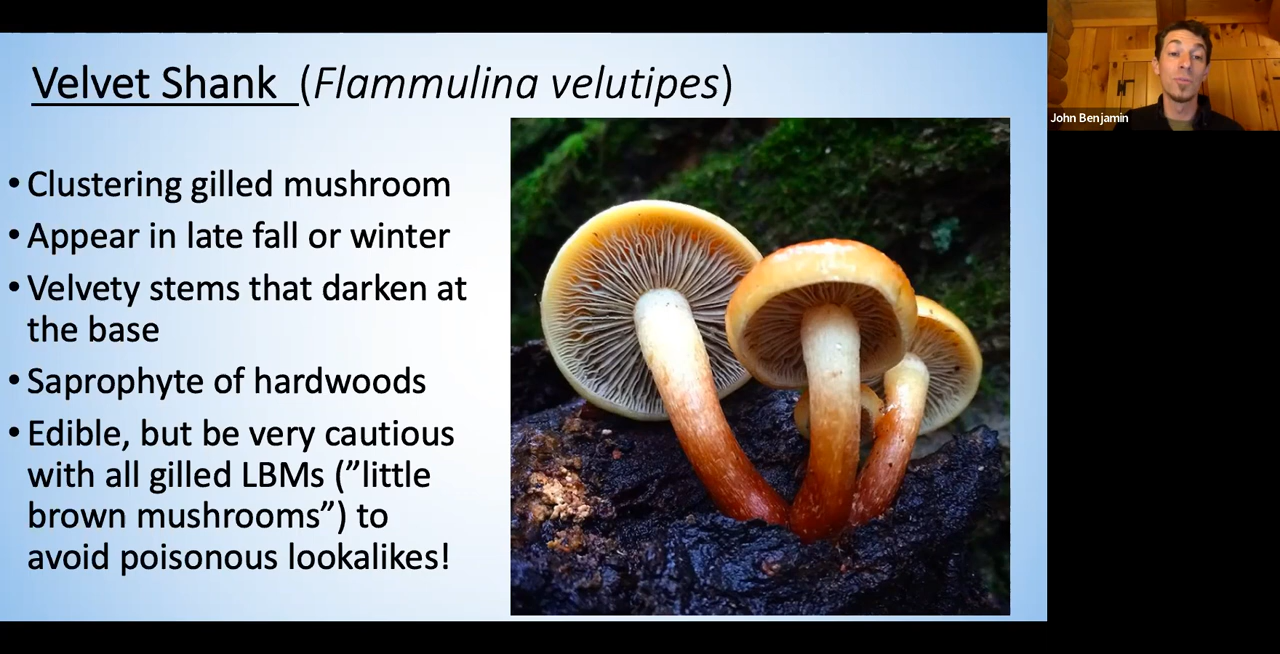 Velvet Shank (Flammulina velutipes)
• Clustering gilled mushroom
• Appear in late fall or winter
• Velvety stems that darken at
the base
• Saprophyte of hardwoods
• Edible, but be very cautious
with all gilled LBMs (”little
brown mushrooms”) to
avoid poisonous lookalikes!
John Benjamin